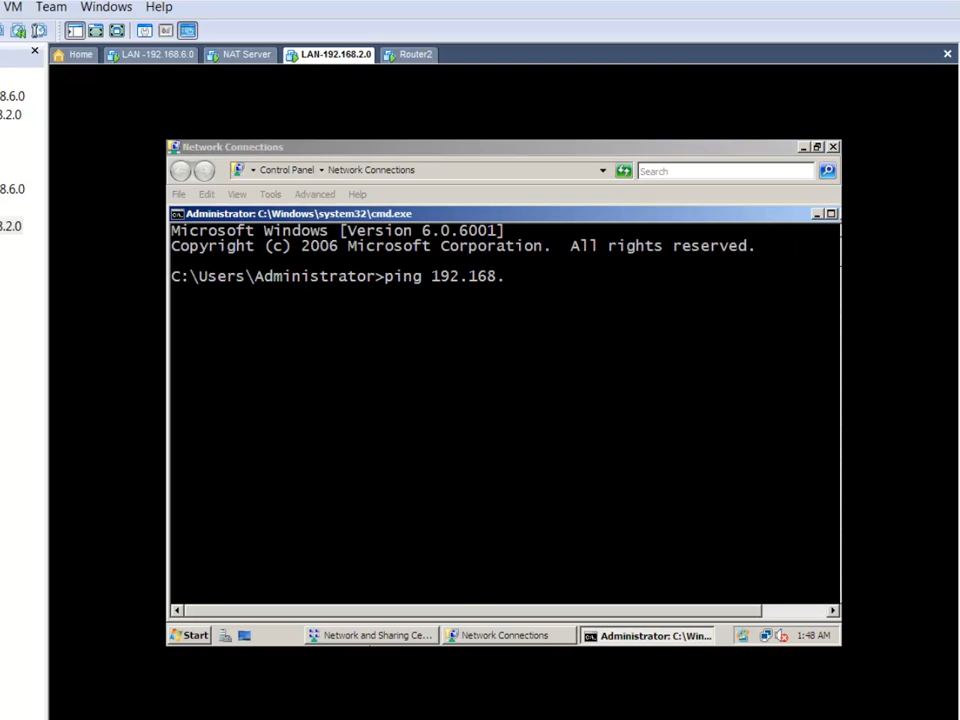 VM Team Windows Help
Home LAN -192.168.6.0 NAT Server LAN-192.168.2.0 Router2
8.6.0
8.2.0
8.6.0
8.2.0
Network Connections
Control Panel Network Connections Search
File Edit View Tools Advanced Help
Administrator: C:\Windows\system32\cmd.exe
Microsoft Windows [Version 6.0.6001]
Copyright (c) 2006 Microsoft Corporation. All rights reserved.
C:\Users\Administrator>ping 192.168.
Start Network and Sharing Ce... Network Connections Administrator: C:\Win... 1:48 AM